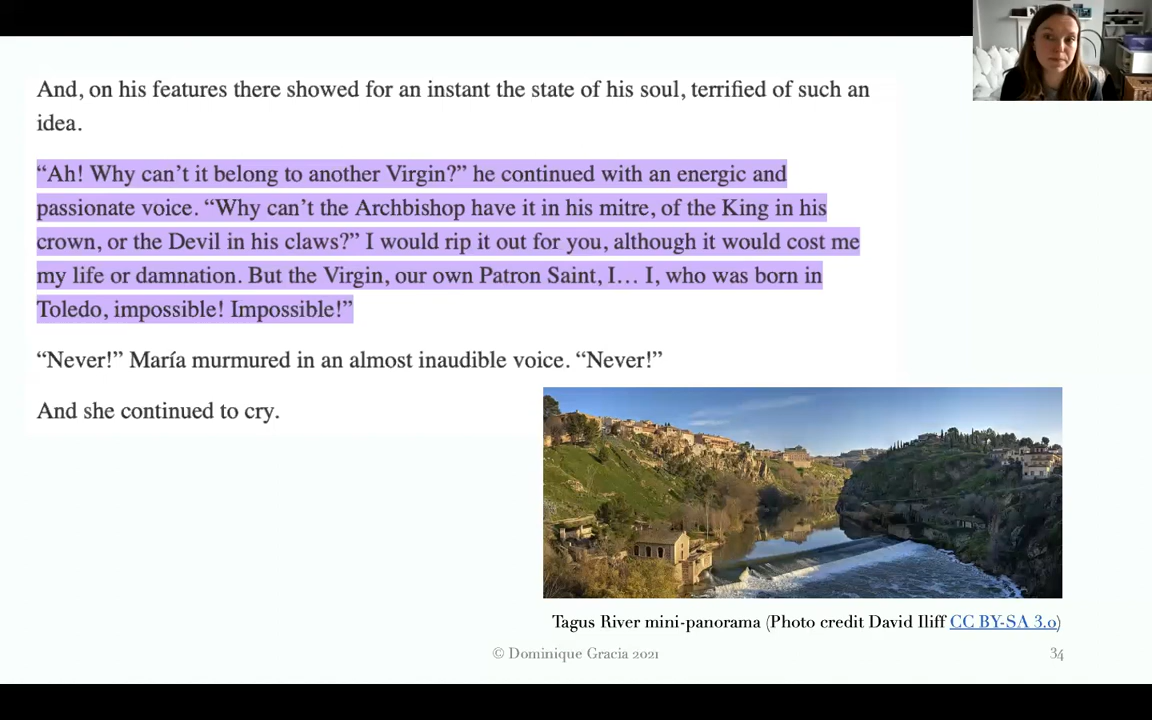 And, on his features there showed for an instant the state of his soul, terrified of such an
idea.
“Ah! Why can’t it belong to another Virgin?” he continued with an energic and
passionate voice. “Why can’t the Archbishop have it in his mitre, of the King in his
crown, or the Devil in his claws?” I would rip it out for you, although it would cost me
my life or damnation. But the Virgin, our own Patron Saint, I… I, who was born in
Toledo, impossible! Impossible!”
“Never!” María murmured in an almost inaudible voice. “Never!”
And she continued to cry.
Tagus River mini-panorama (Photo credit David Iliff CC BY-SA 3.0)
© Dominique Gracia 2021
34